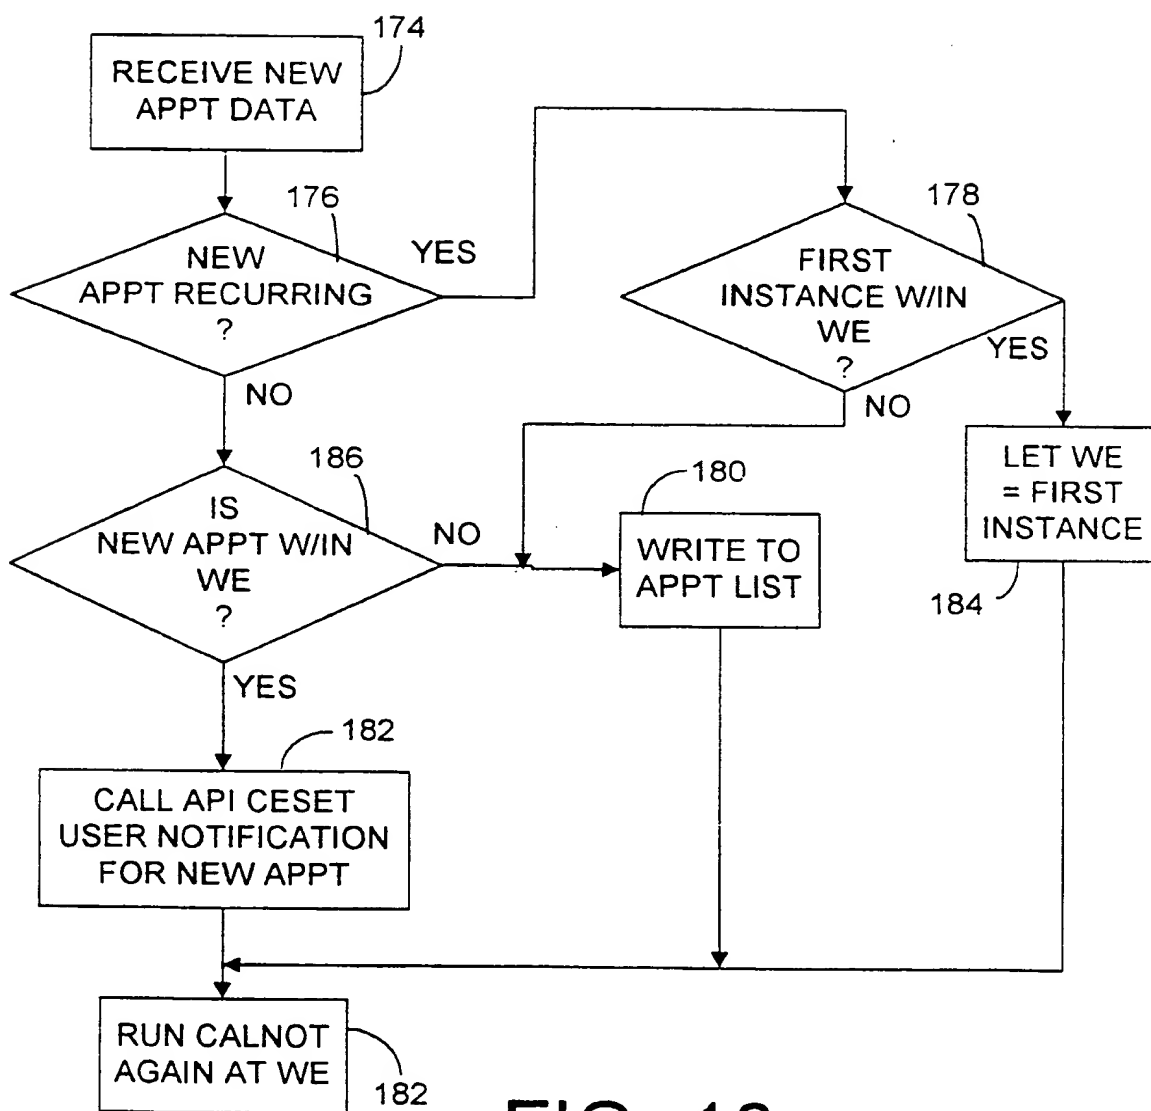 174
RECEIVE NEW
APPT DATA
176
NEW
APPT RECURRING
?
YES
NO
178
FIRST
INSTANCE W/IN
WE
?
YES
NO
186
IS
NEW APPT W/IN
WE
?
NO
YES
180
WRITE TO
APPT LIST
LET WE
= FIRST
INSTANCE
184
182
CALL API CESET
USER NOTIFICATION
FOR NEW APPT
RUN CALNOT
AGAIN AT WE
182